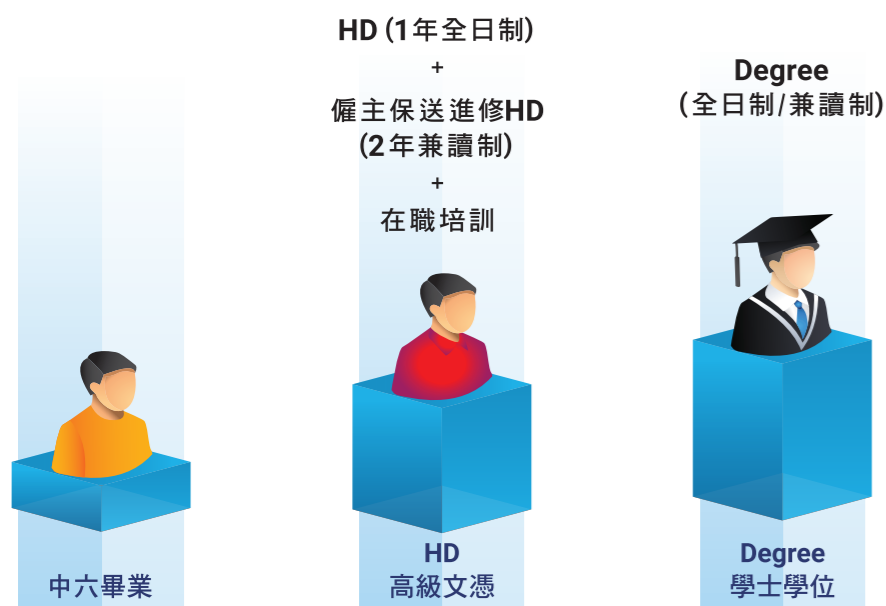 HD (1年全日制)
+
僱主保送進修HD
(2年兼讀制)
+
在職培訓
Degree
(全日制/兼讀制)
中六畢業
HD
高級文憑
Degree
學士學位